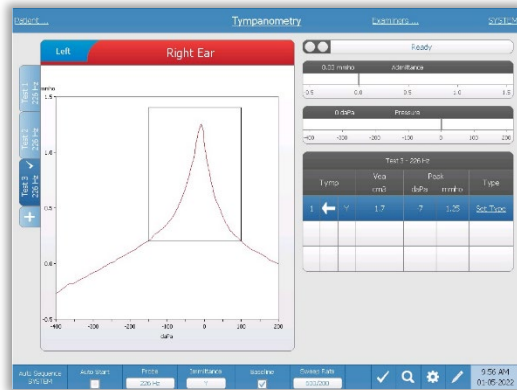 Patient ... Tympanometry Examiners ... SYSTEM
Left Right Ear
Ready
Admittance
0.5 0.0 0.5 1.0 1.5
0 daPa Pressure
-400 -300 -200 -100 0 100 200
Test 1
226 Hz
Test 2
226 Hz
Test 3
226 Hz
mmho
1.5
1.0
0.5
0.0
-0.5
-400 -300 -200 -100 0 100 200
daPa
Test 3 - 226 Hz
Tymp Vea Peak Type
cm3 daPa mmho
1 Y 1.7 -7 1.25 Set Type
Auto Sequence Auto Start Probe Immittance Baseline Sweep Rate
SYSTEM 226 Hz Y
9:56 AM
01-05-2022